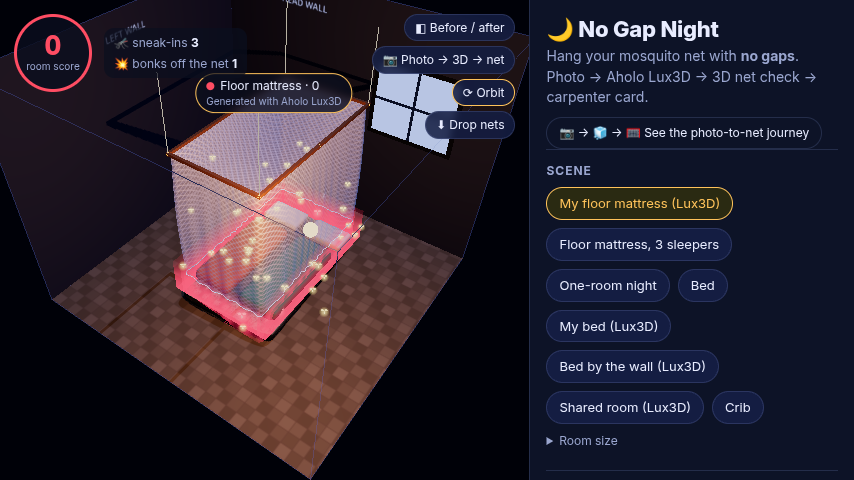 0
room score
🦟 sneak-ins 3
💥 bonks off the net 1
LEFT WALL
WALL
◧ Before / after
📷 Photo → 3D → net
⟳ Orbit
⬇ Drop nets
Floor mattress · 0
Generated with Aholo Lux3D
🌙 No Gap Night
Hang your mosquito net with no gaps.
Photo → Aholo Lux3D → 3D net check →
carpenter card.
📷 → 🧊 → 🥅 See the photo-to-net journey
SCENE
My floor mattress (Lux3D)
Floor mattress, 3 sleepers
One-room night
Bed
My bed (Lux3D)
Bed by the wall (Lux3D)
Shared room (Lux3D)
Crib
▶ Room size